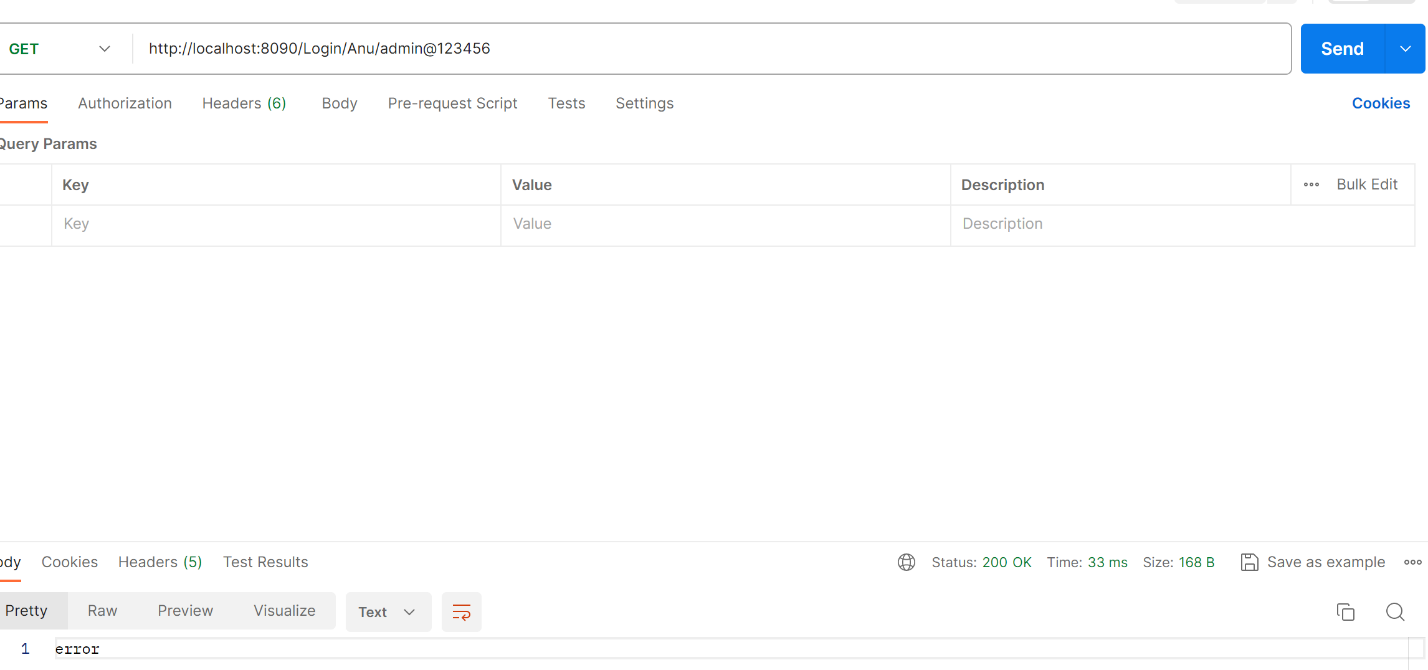 GET http://localhost:8090/Login/Anu/admin@123456 Send
Params Authorization Headers (6) Body Pre-request Script Tests Settings Cookies
Query Params
Key Value Description Bulk Edit
Key Value Description
ody Cookies Headers (5) Test Results Status: 200 OK Time: 33 ms Size: 168 B Save as example
Pretty Raw Preview Visualize Text
1 error